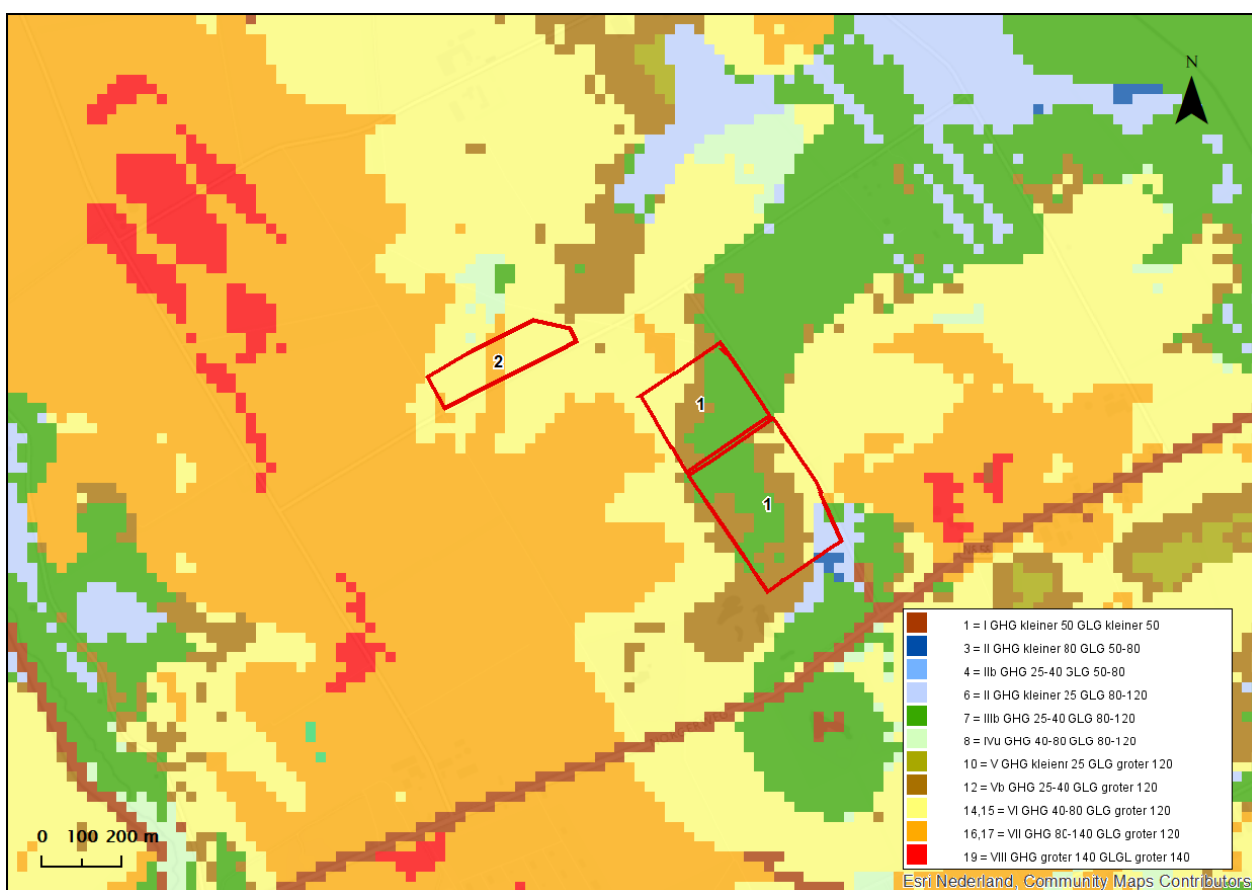 N
2
1
1
1 = I GHG kleiner 50 GLG kleiner 50
3 = II GHG kleiner 80 GLG 50-80
4 = IIb GHG 25-40 GLG 50-80
6 = II GHG kleiner 25 GLG 80-120
7 = IIIb GHG 25-40 GLG 80-120
8 = IVu GHG 40-80 GLG 80-120
10 = V GHG kleienr 25 GLG groter 120
12 = Vb GHG 25-40 GLG groter 120
14,15 = VI GHG 40-80 GLG groter 120
16,17 = VII GHG 80-140 GLG groter 120
19 = VIII GHG groter 140 GLGL groter 140
0 100 200 m
Esri Nederland, Community Maps Contributors